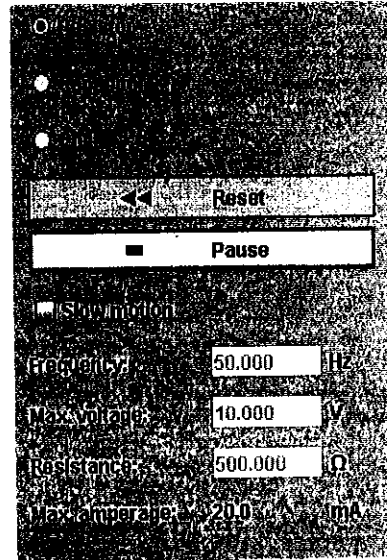 Reset
Pause
Slow motion
Frequency: 50.000 Hz
Max. voltage: 10.000 V
Resistance: 500.000 Ω
Max. amperage: 20.0 mA